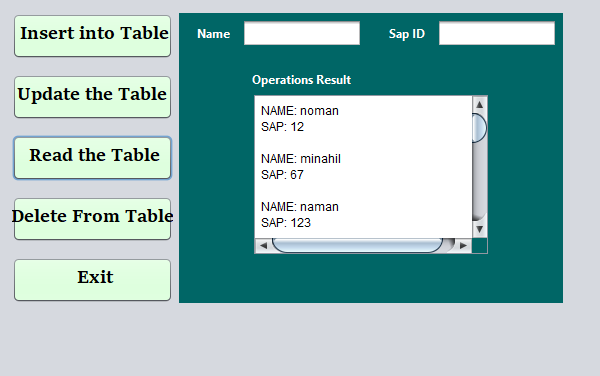 Insert into Table
Update the Table
Read the Table
Delete From Table
Exit
Name
Sap ID
Operations Result
NAME: noman
SAP: 12
NAME: minahil
SAP: 67
NAME: naman
SAP: 123